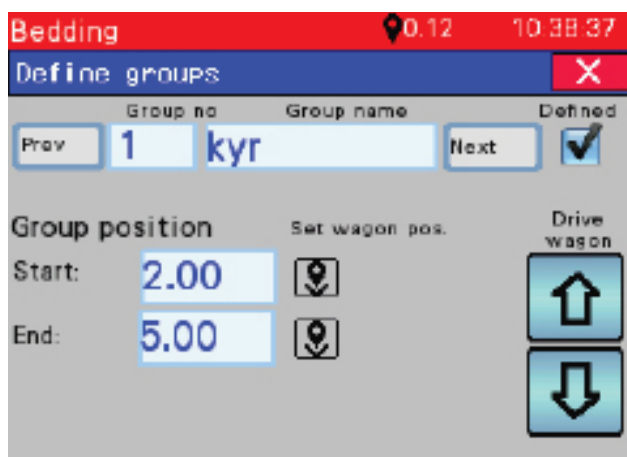 Bedding 0.12 10:38:37
Define groups
Group no Group name Defined
Prev 1 kyr Next
Group position Set wagon pos. Drive
wagon
Start: 2.00
End: 5.00